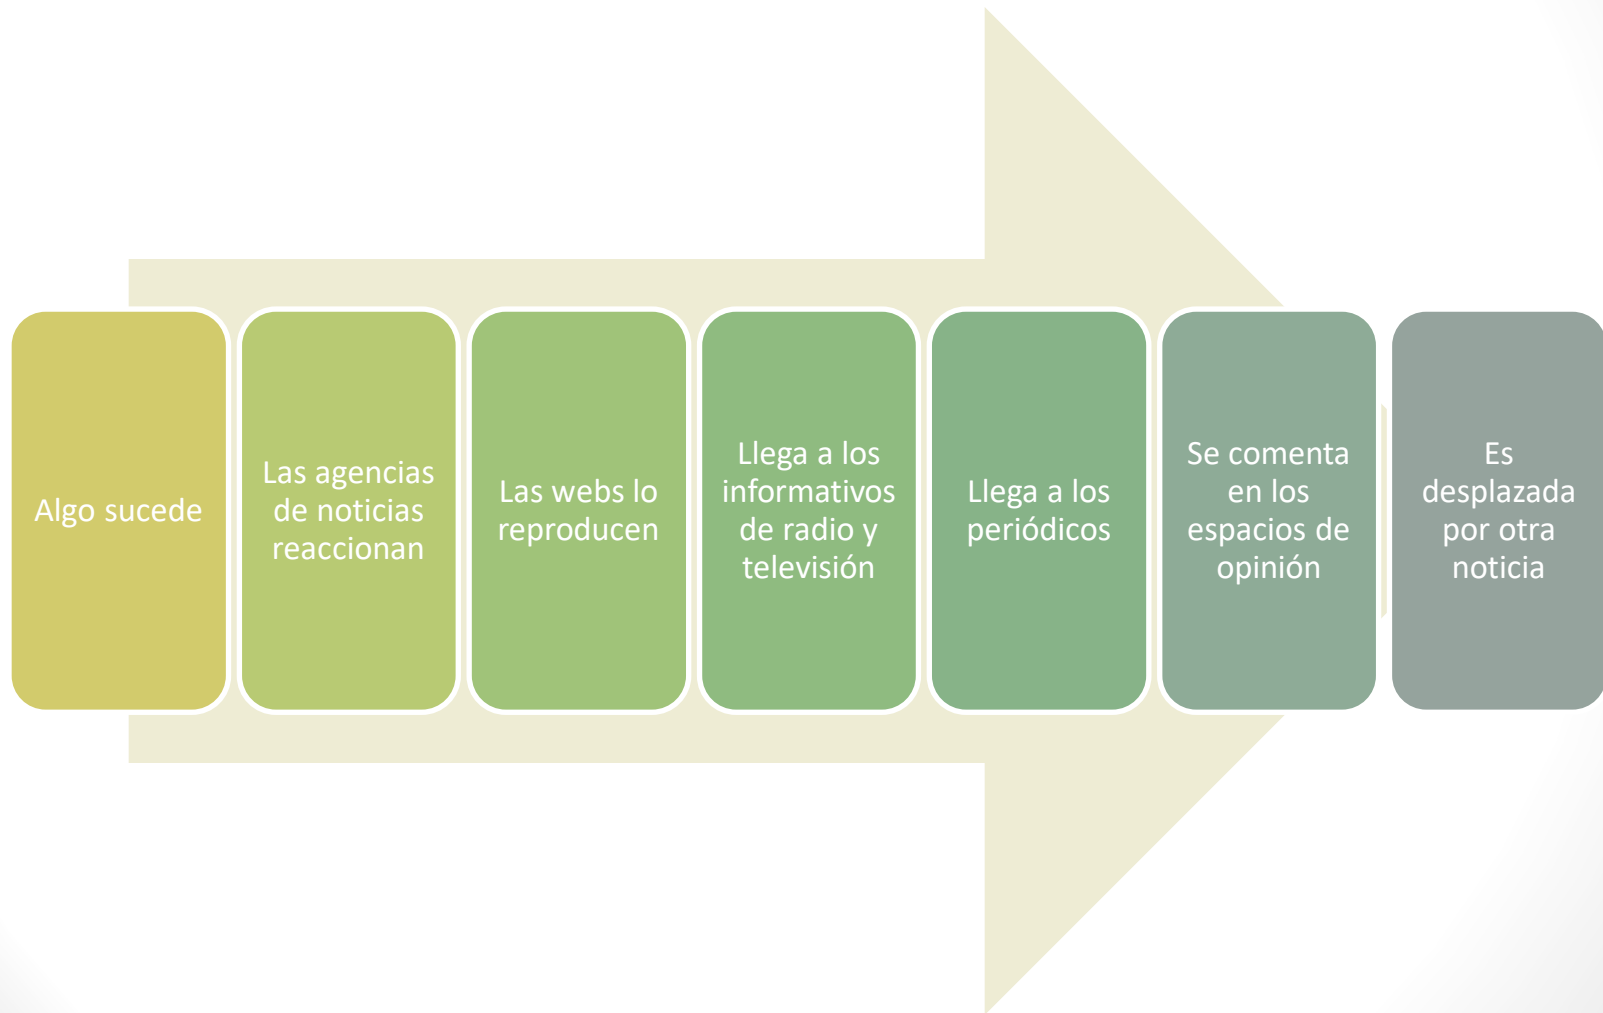 Algo sucede
Las agencias
de noticias
reaccionan
Las webs lo
reproducen
Llega a los
informativos
de radio y
televisión
Llega a los
periódicos
Se comenta
en los
espacios de
opinión
Es
desplazada
por otra
noticia